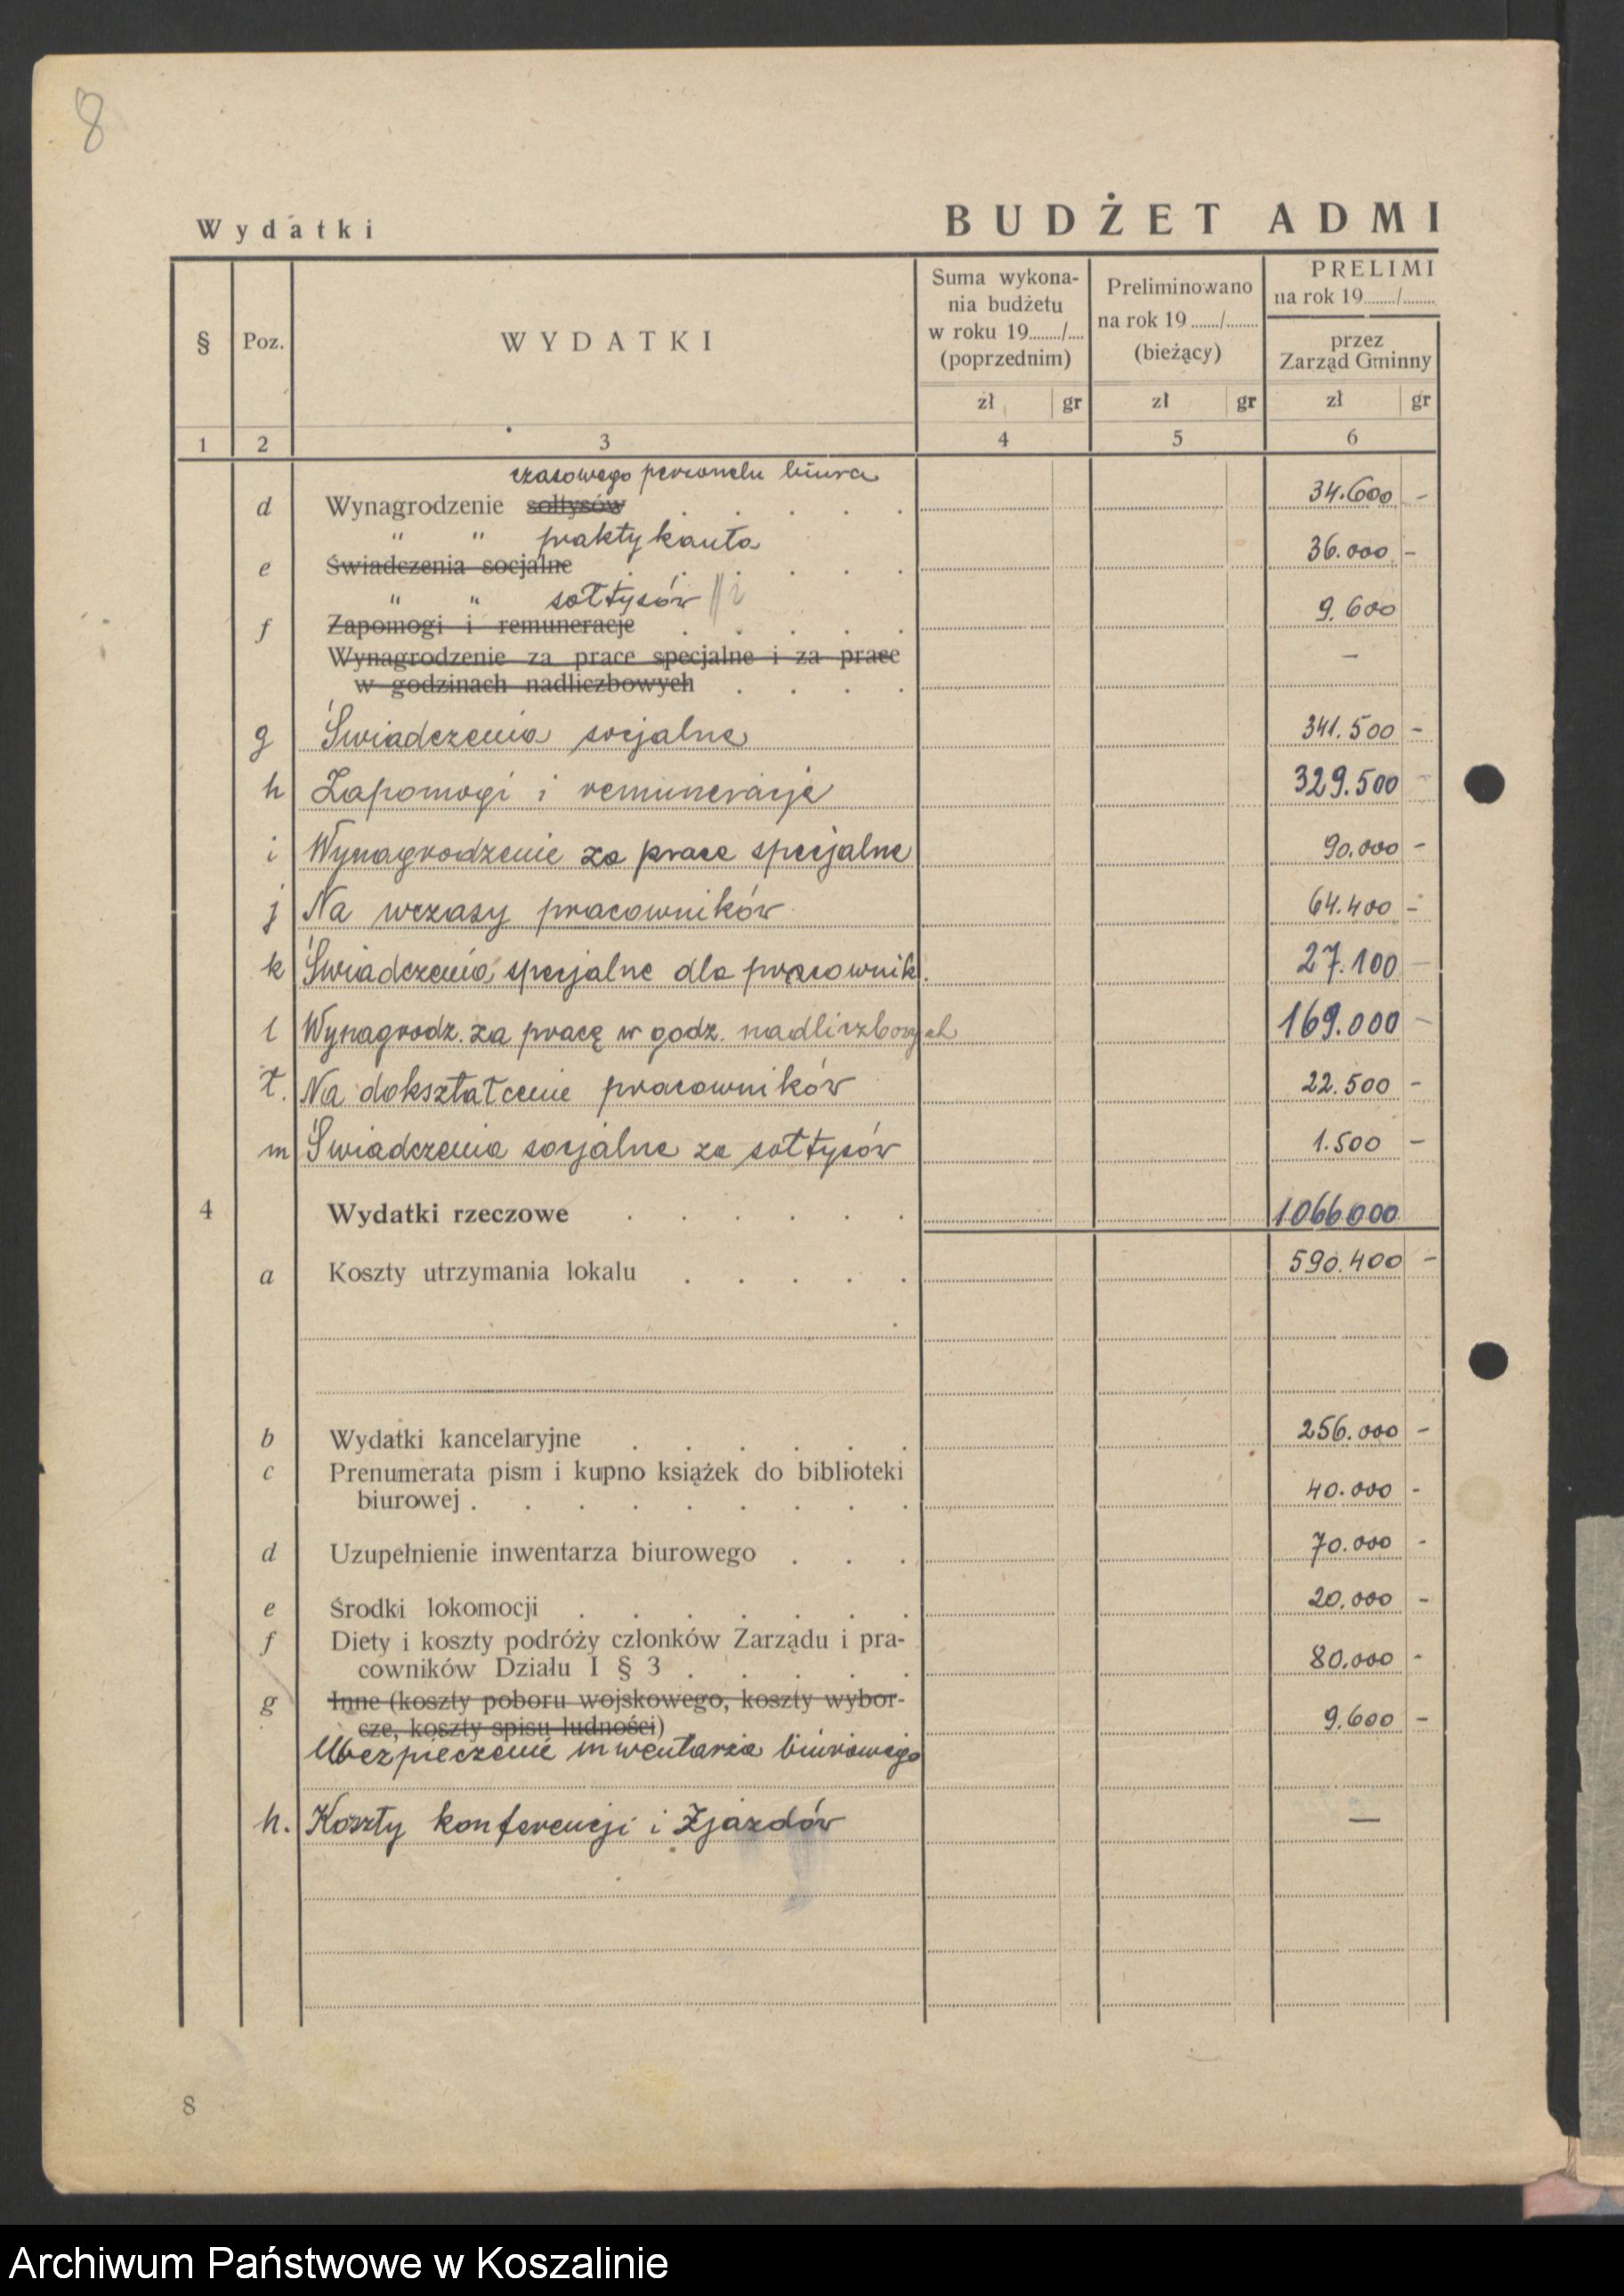 8
Wydatki
BUDŻET ADMI
§ Poz. WYDATKI
Suma wykona-
nia budżetu
w roku 19......../....
(poprzednim)
zł gr
Preliminowano
na rok 19 ......./........
(bieżący)
zł gr
PRELIMI
na rok 19......../........
przez
Zarząd Gminny
zł gr
1 2 3 4 5 6
czasowego personelu biura
d Wynagrodzenie sołtysów . . . . . 34.600 -
" " praktykanta
e Świadczenia socjalne . . . . . . 36.000 -
" " sołtysów
f Zapomogi i remuneracje . . . . . 9.600
Wynagrodzenie za prace specjalne i za prace —
w godzinach nadliczbowych . . . .
g Świadczenia socjalne 341.500 -
h Zapomogi i remuneracje 329.500 -
i Wynagrodzenie za prace specjalne 90.000 -
j Na wczasy pracowników 64.400 -
k Świadczenia specjalne dla pracownik. 27.100 -
l Wynagrodz. za pracę w godz. nadliczbowych 169.000 -
ł. Na dokształcenie pracowników 22.500 -
m Świadczenia socjalne za sołtysów 1.500 -
4 Wydatki rzeczowe . . . . . . 1066000
a Koszty utrzymania lokalu . . . . . 590.400 -
b Wydatki kancelaryjne . . . . . . 256.000 -
c Prenumerata pism i kupno książek do biblioteki
biurowej . . . . . . . . . 40.000 -
d Uzupełnienie inwentarza biurowego . . . 70.000 -
e Środki lokomocji . . . . . . . 20.000 -
f Diety i koszty podróży członków Zarządu i pra-
cowników Działu I § 3 . . . . . 80.000 -
g Inne (koszty poboru wojskowego, koszty wybor-
cze, koszty spisu ludności) 9.600 -
Ubezpieczenie inwentarza biurowego
h. Koszty konferencji i Zjazdów —
8
Archiwum Państwowe w Koszalinie